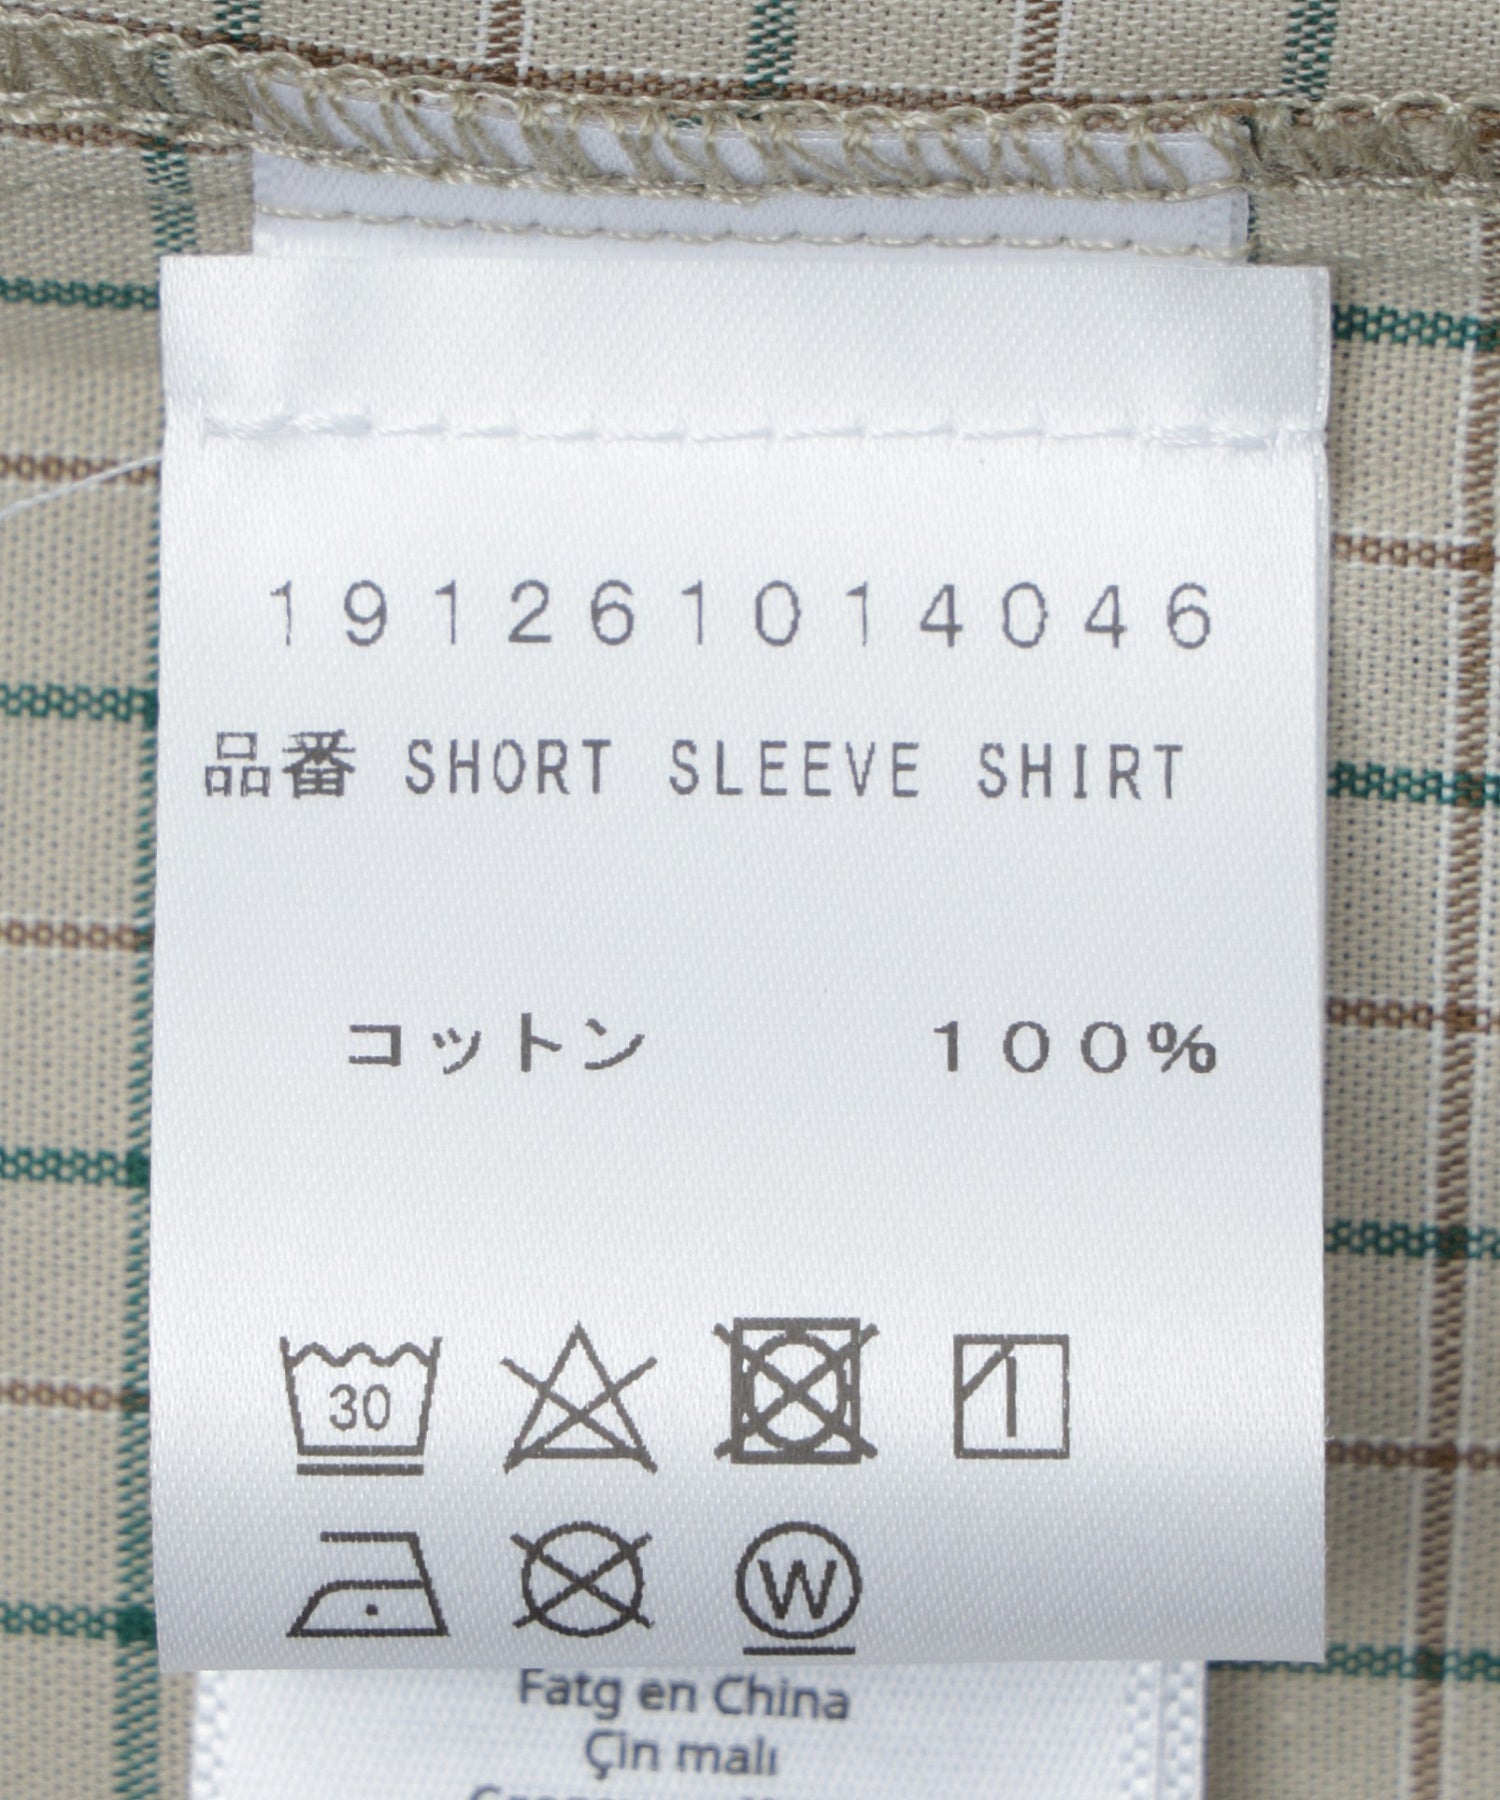 191261014046
品番 SHORT SLEEVE SHIRT
コットン 100%
30
W
Fatg en China
Çin malı